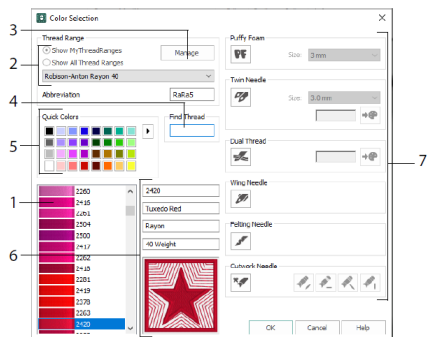 Color Selection
3
Thread Range
Show MyThreadRanges
Manage
2
Show All Thread Ranges
Robison-Anton Rayon 40
4
Abbreviation
RaRa5
Quick Colors
Find Thread
5
1
2260
2415
2261
2504
2505
2417
2262
2418
2281
2419
2378
2263
2420
6
2420
Tuxedo Red
Rayon
40 Weight
Puffy Foam
Size:
3 mm
Twin Needle
Size:
3.0 mm
Dual Thread
7
Wing Needle
Felting Needle
Cutwork Needle
OK
Cancel
Help